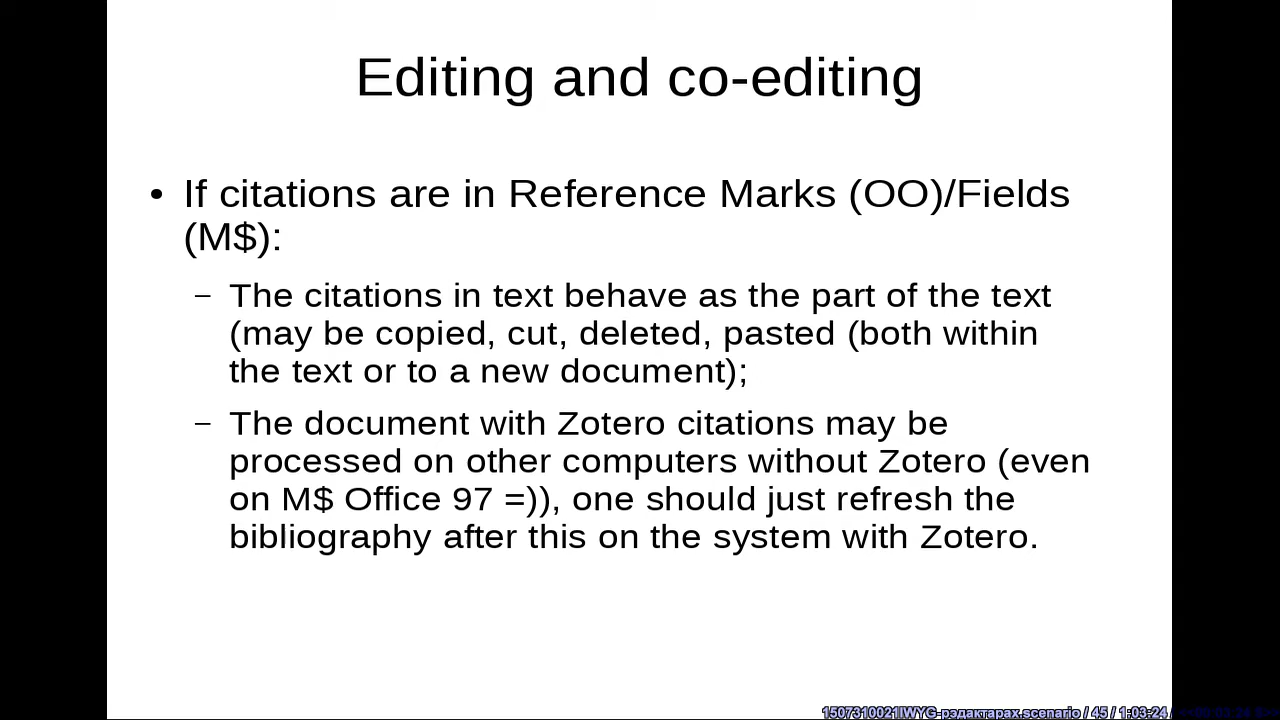 Editing and co-editing
• If citations are in Reference Marks (OO)/Fields
(M$):
– The citations in text behave as the part of the text
(may be copied, cut, deleted, pasted (both within
the text or to a new document);
– The document with Zotero citations may be
processed on other computers without Zotero (even
on M$ Office 97 =)), one should just refresh the
bibliography after this on the system with Zotero.
/ 45 / 1:03:24 /